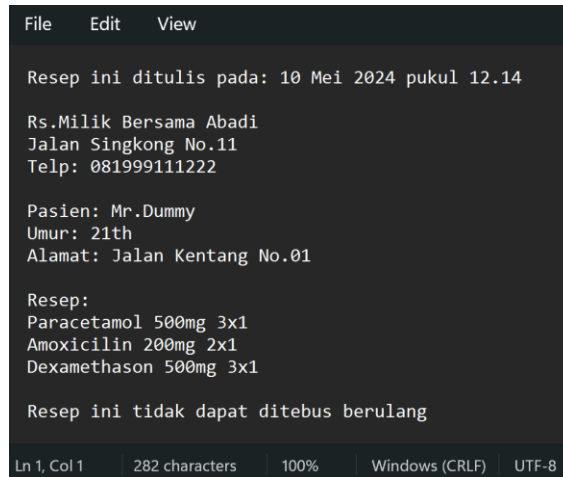 File Edit View
Resep ini ditulis pada: 10 Mei 2024 pukul 12.14
Rs.Milik Bersama Abadi
Jalan Singkong No.11
Telp: 081999111222
Pasien: Mr.Dummy
Umur: 21th
Alamat: Jalan Kentang No.01
Resep:
Paracetamol 500mg 3x1
Amoxicilin 200mg 2x1
Dexamethason 500mg 3x1
Resep ini tidak dapat ditebus berulang
Ln 1, Col 1 282 characters 100% Windows (CRLF) UTF-8